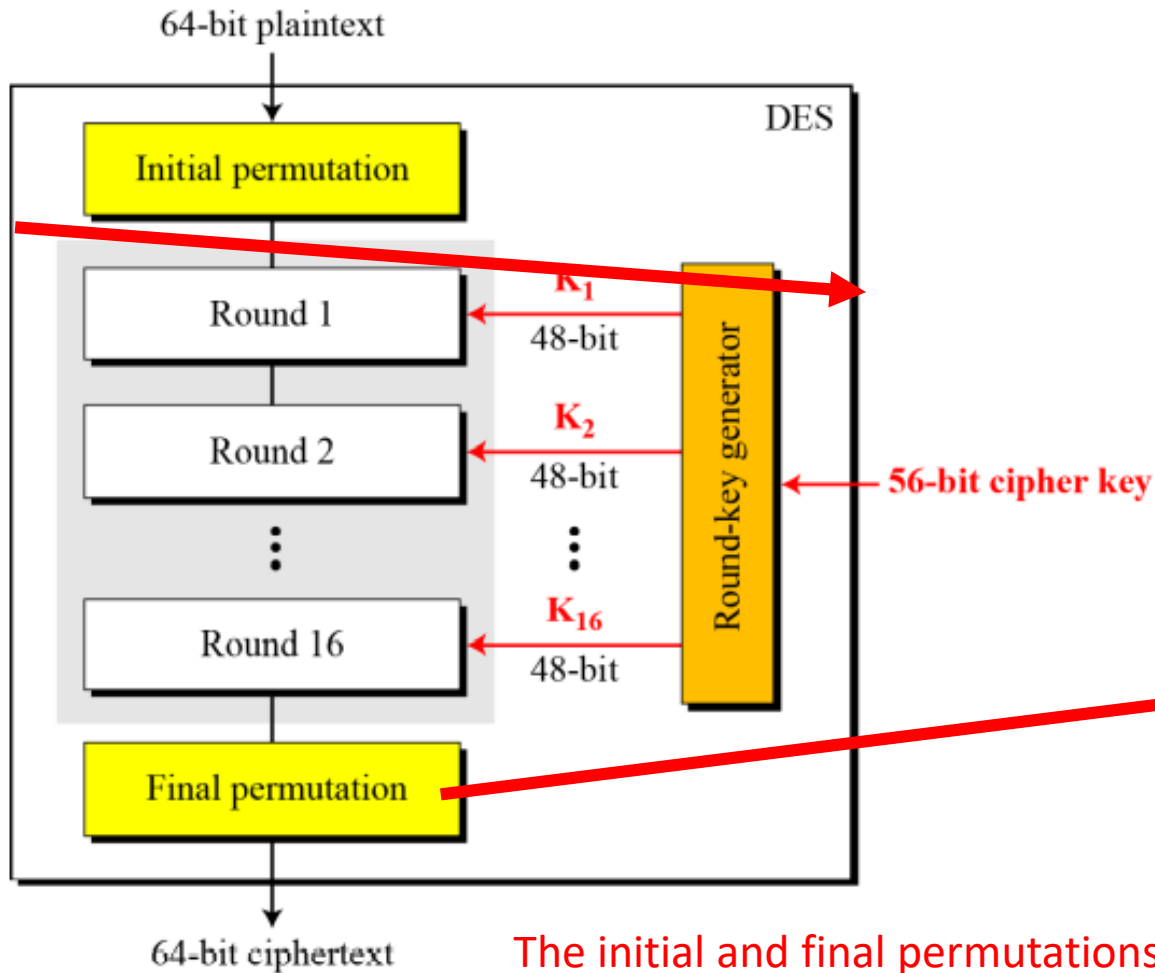 64-bit plaintext
DES
Initial permutation
Round 1
K1
48-bit
Round 2
K2
48-bit
Round-key generator
56-bit cipher key
Round 16
K16
48-bit
Final permutation
64-bit ciphertext
The initial and final permutations